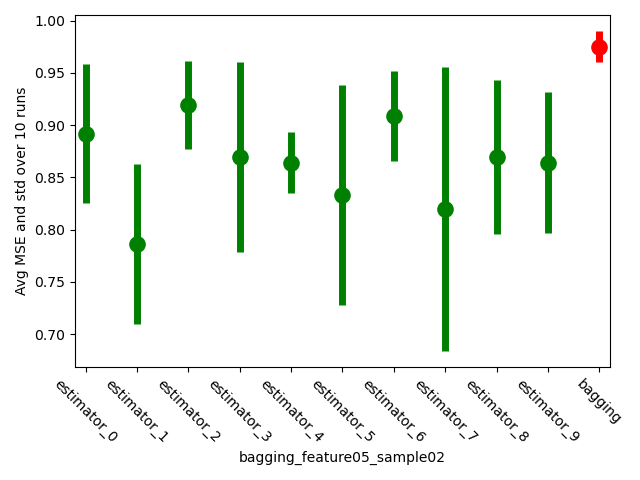 1.00
0.95
0.90
0.85
0.80
0.75
0.70
Avg MSE and std over 10 runs
estimator_0
estimator_1
estimator_2
estimator_3
estimator_4
estimator_5
estimator_6
estimator_7
estimator_8
estimator_9
bagging
bagging_feature05_sample02